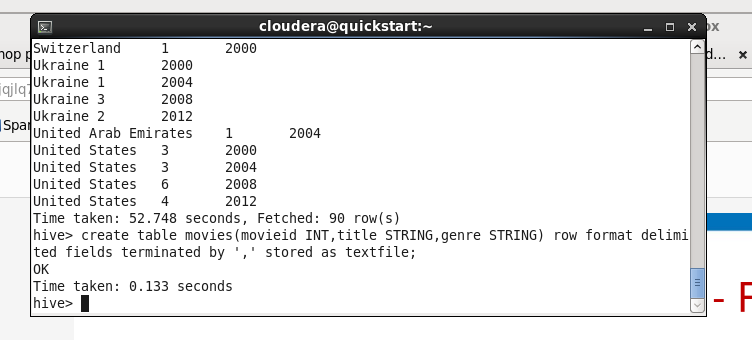 cloudera@quickstart:~
Switzerland 1 2000
Ukraine 1 2000
Ukraine 1 2004
Ukraine 3 2008
Ukraine 2 2012
United Arab Emirates 1 2004
United States 3 2000
United States 3 2004
United States 6 2008
United States 4 2012
Time taken: 52.748 seconds, Fetched: 90 row(s)
hive> create table movies(movieid INT,title STRING,genre STRING) row format delimi
ted fields terminated by ',' stored as textfile;
OK
Time taken: 0.133 seconds
hive>